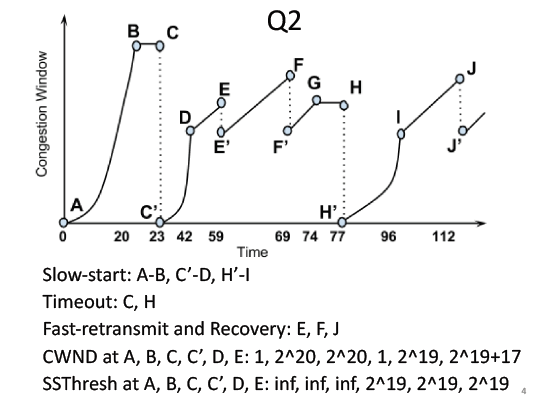 Q2
B C
F
J
E
G H
D
I
E'
F'
J'
A
C'
H'
Congestion Window
0 20 23 42 59 69 74 77 96 112
Time
Slow-start: A-B, C'-D, H'-I
Timeout: C, H
Fast-retransmit and Recovery: E, F, J
CWND at A, B, C, C', D, E: 1, 2^20, 2^20, 1, 2^19, 2^19+17
SSThresh at A, B, C, C', D, E: inf, inf, inf, 2^19, 2^19, 2^19
4